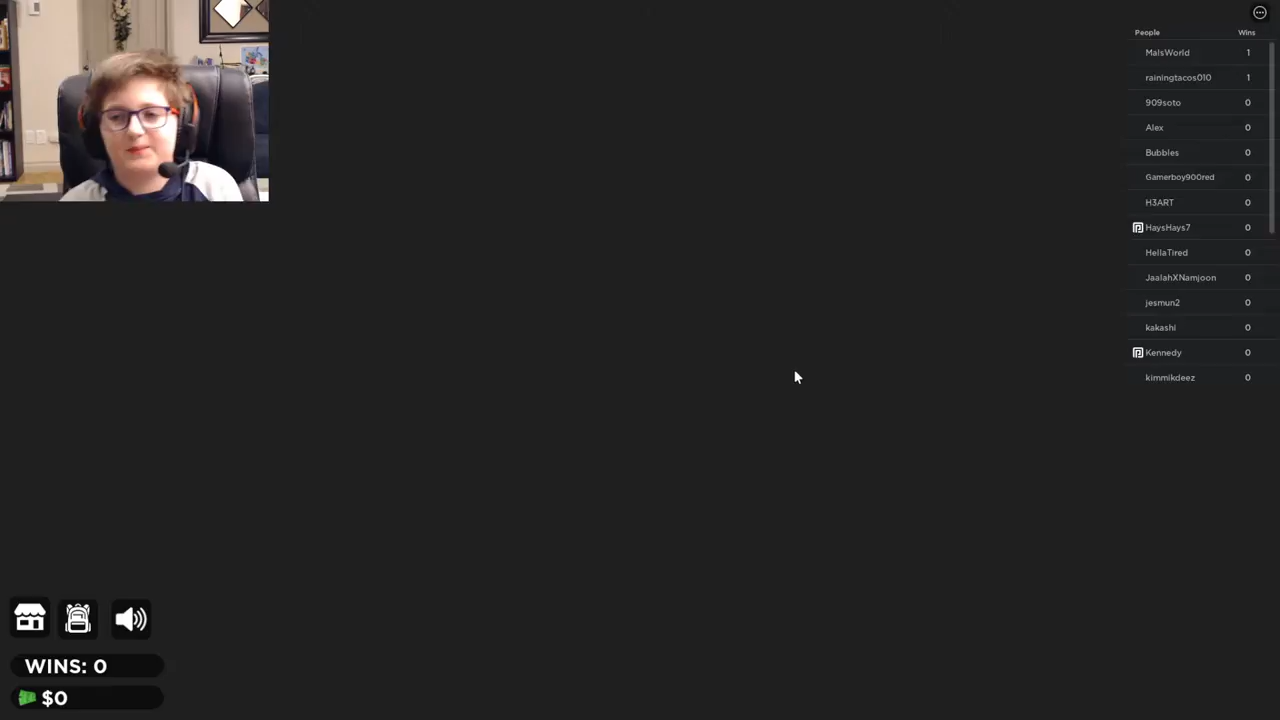 People Wins
MalsWorld 1
rainingtacos010 1
909soto 0
Alex 0
Bubbles 0
Gamerboy900red 0
H3ART 0
HaysHays7 0
HellaTired 0
JaalahXNamjoon 0
jesmun2 0
kakashi 0
Kennedy 0
kimmikdeez 0
WINS: 0
$0